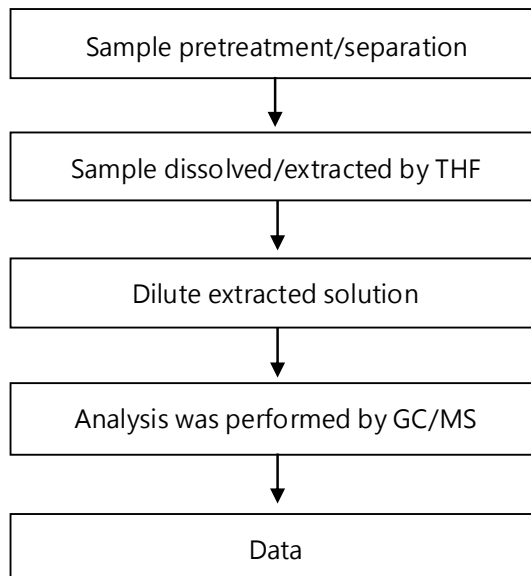 Sample pretreatment/separation
Sample dissolved/extracted by THF
Dilute extracted solution
Analysis was performed by GC/MS
Data